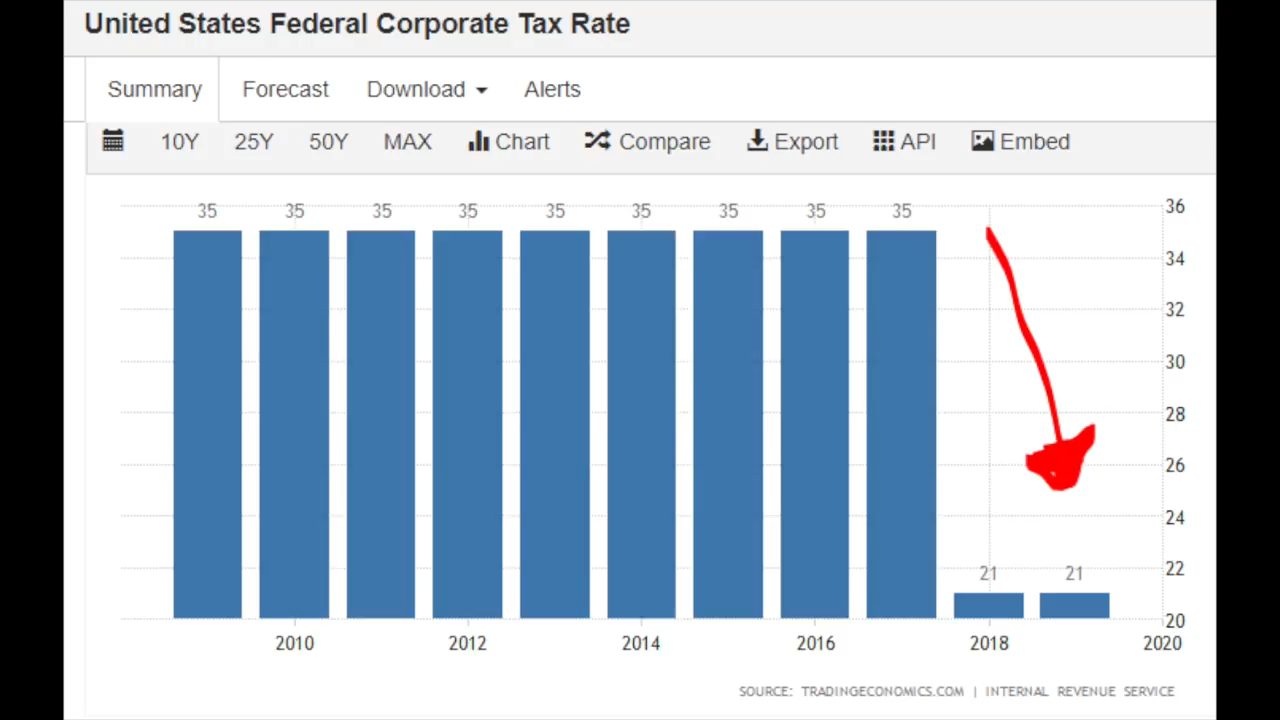 United States Federal Corporate Tax Rate
Summary Forecast Download Alerts
10Y 25Y 50Y MAX Chart Compare Export API Embed
35 35 35 35 35 35 35 35 35 36
34
32
30
28
26
24
21 21 22
20
2010 2012 2014 2016 2018 2020
SOURCE: TRADINGECONOMICS.COM | INTERNAL REVENUE SERVICE